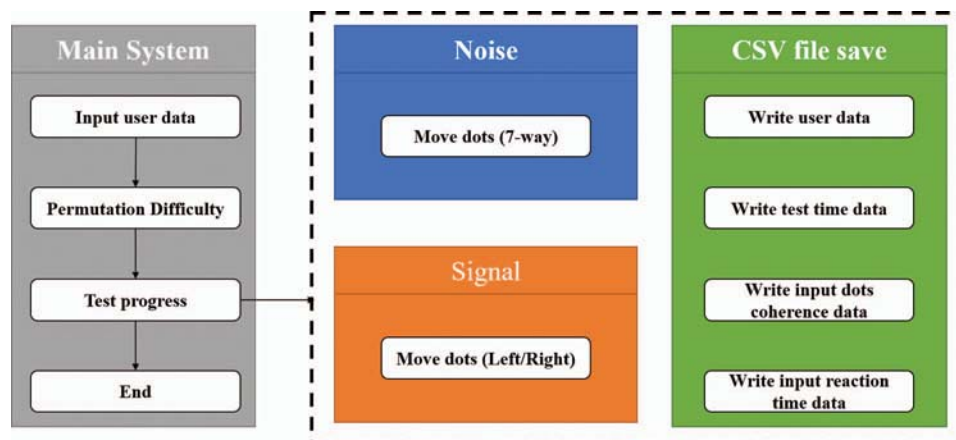 Main System
Input user data
Permutation Difficulty
Test progress
End
Noise
Move dots (7-way)
Signal
Move dots (Left/Right)
CSV file save
Write user data
Write test time data
Write input dots
coherence data
Write input reaction
time data